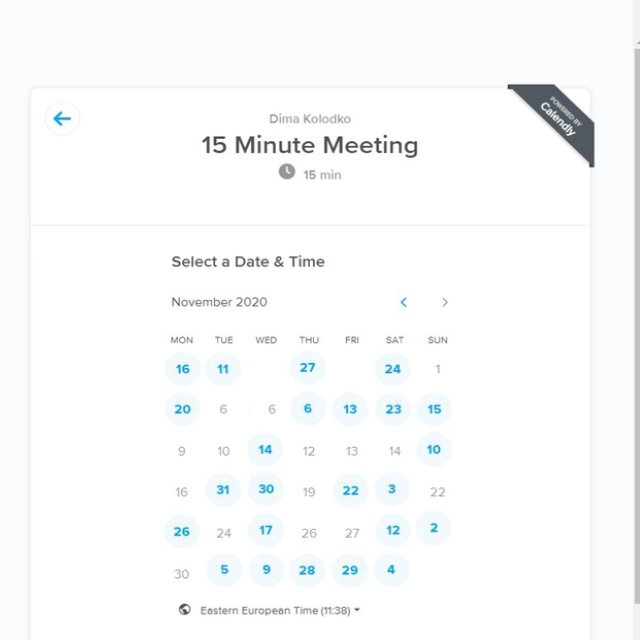 POWERED BY
Calendly
Dima Kolodko
15 Minute Meeting
15 min
Select a Date & Time
November 2020
MON TUE WED THU FRI SAT SUN
16 11 27 24 1
20 6 6 6 13 23 15
9 10 14 12 13 14 10
16 31 30 19 22 3 22
26 24 17 26 27 12 2
30 5 9 28 29 4
Eastern European Time (11:38)